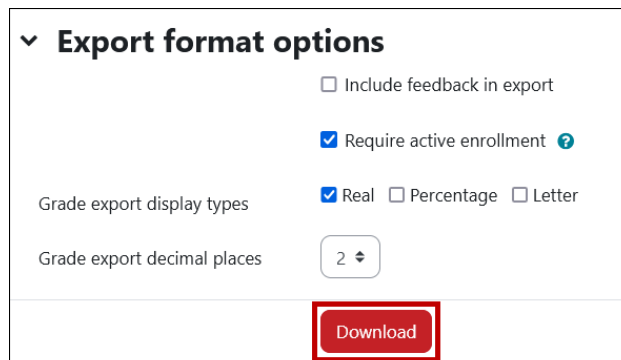 Export format options
Include feedback in export
Require active enrollment ?
Grade export display types Real Percentage Letter
Grade export decimal places 2
Download